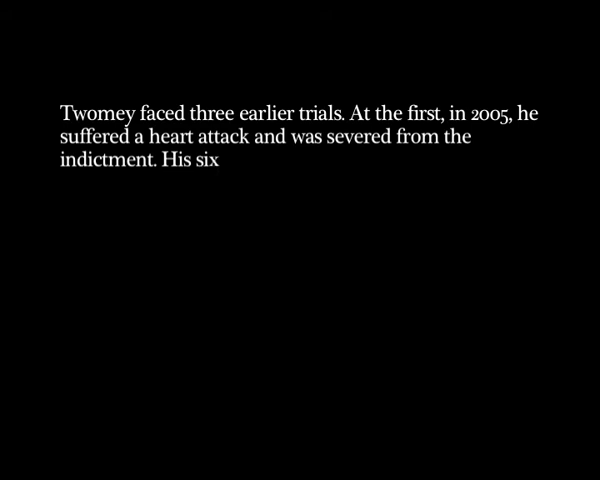 Twomey faced three earlier trials. At the first, in 2005, he
suffered a heart attack and was severed from the
indictment. His six